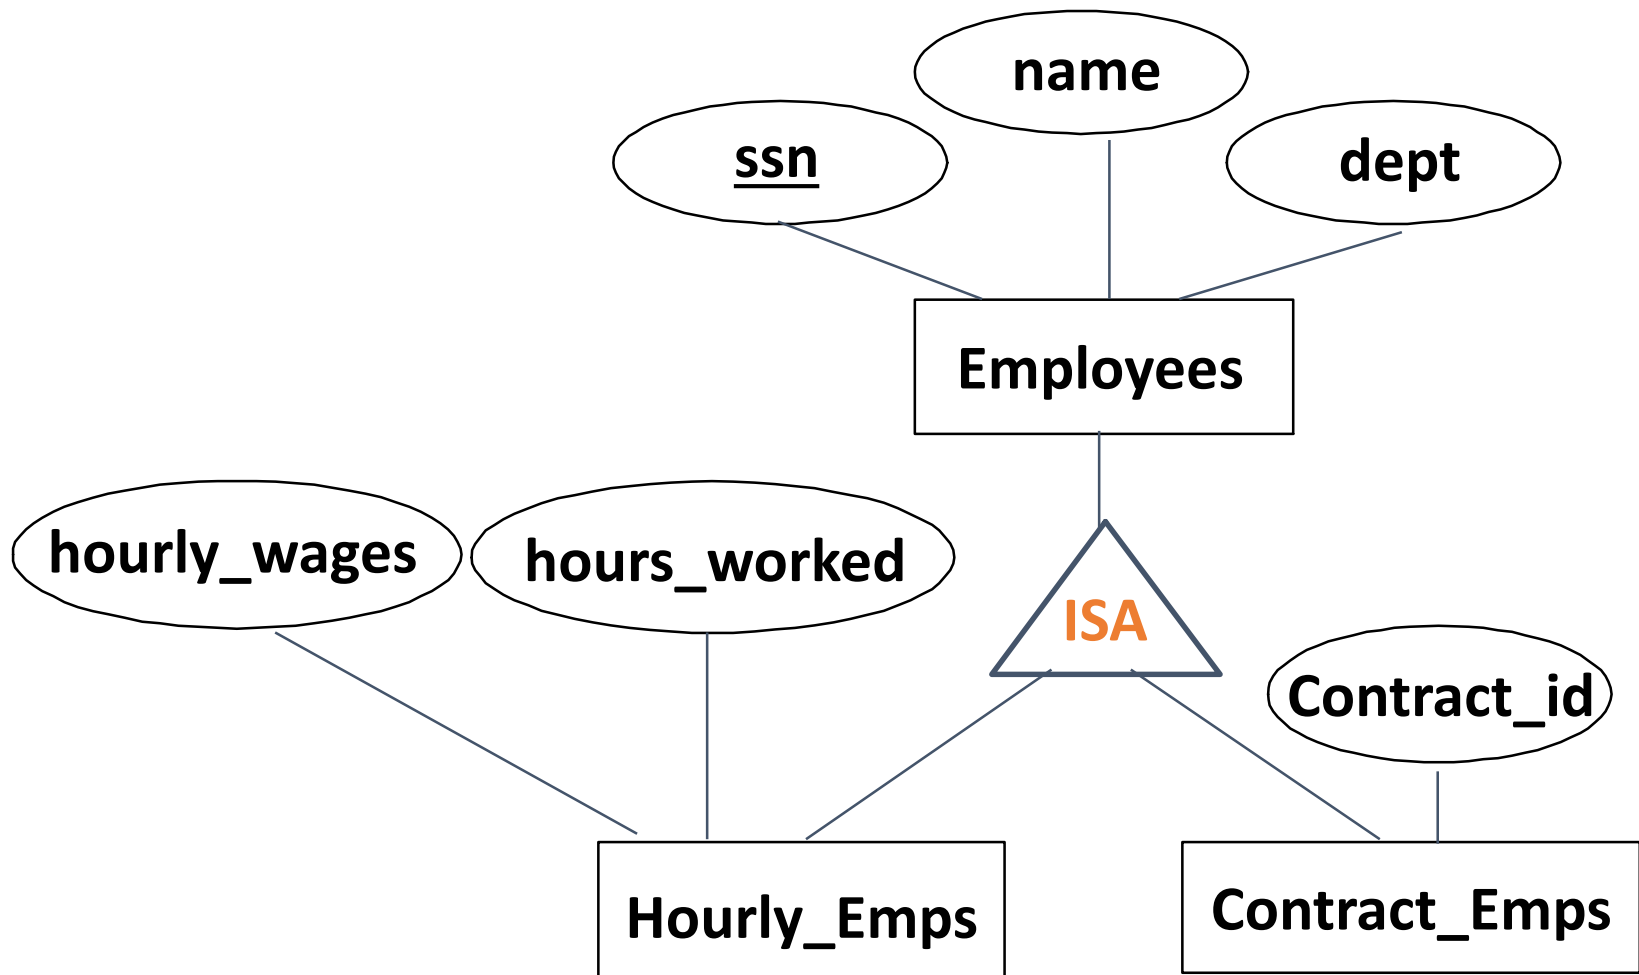 name
ssn
dept
Employees
hourly_wages
hours_worked
ISA
Contract_id
Hourly_Emps
Contract_Emps